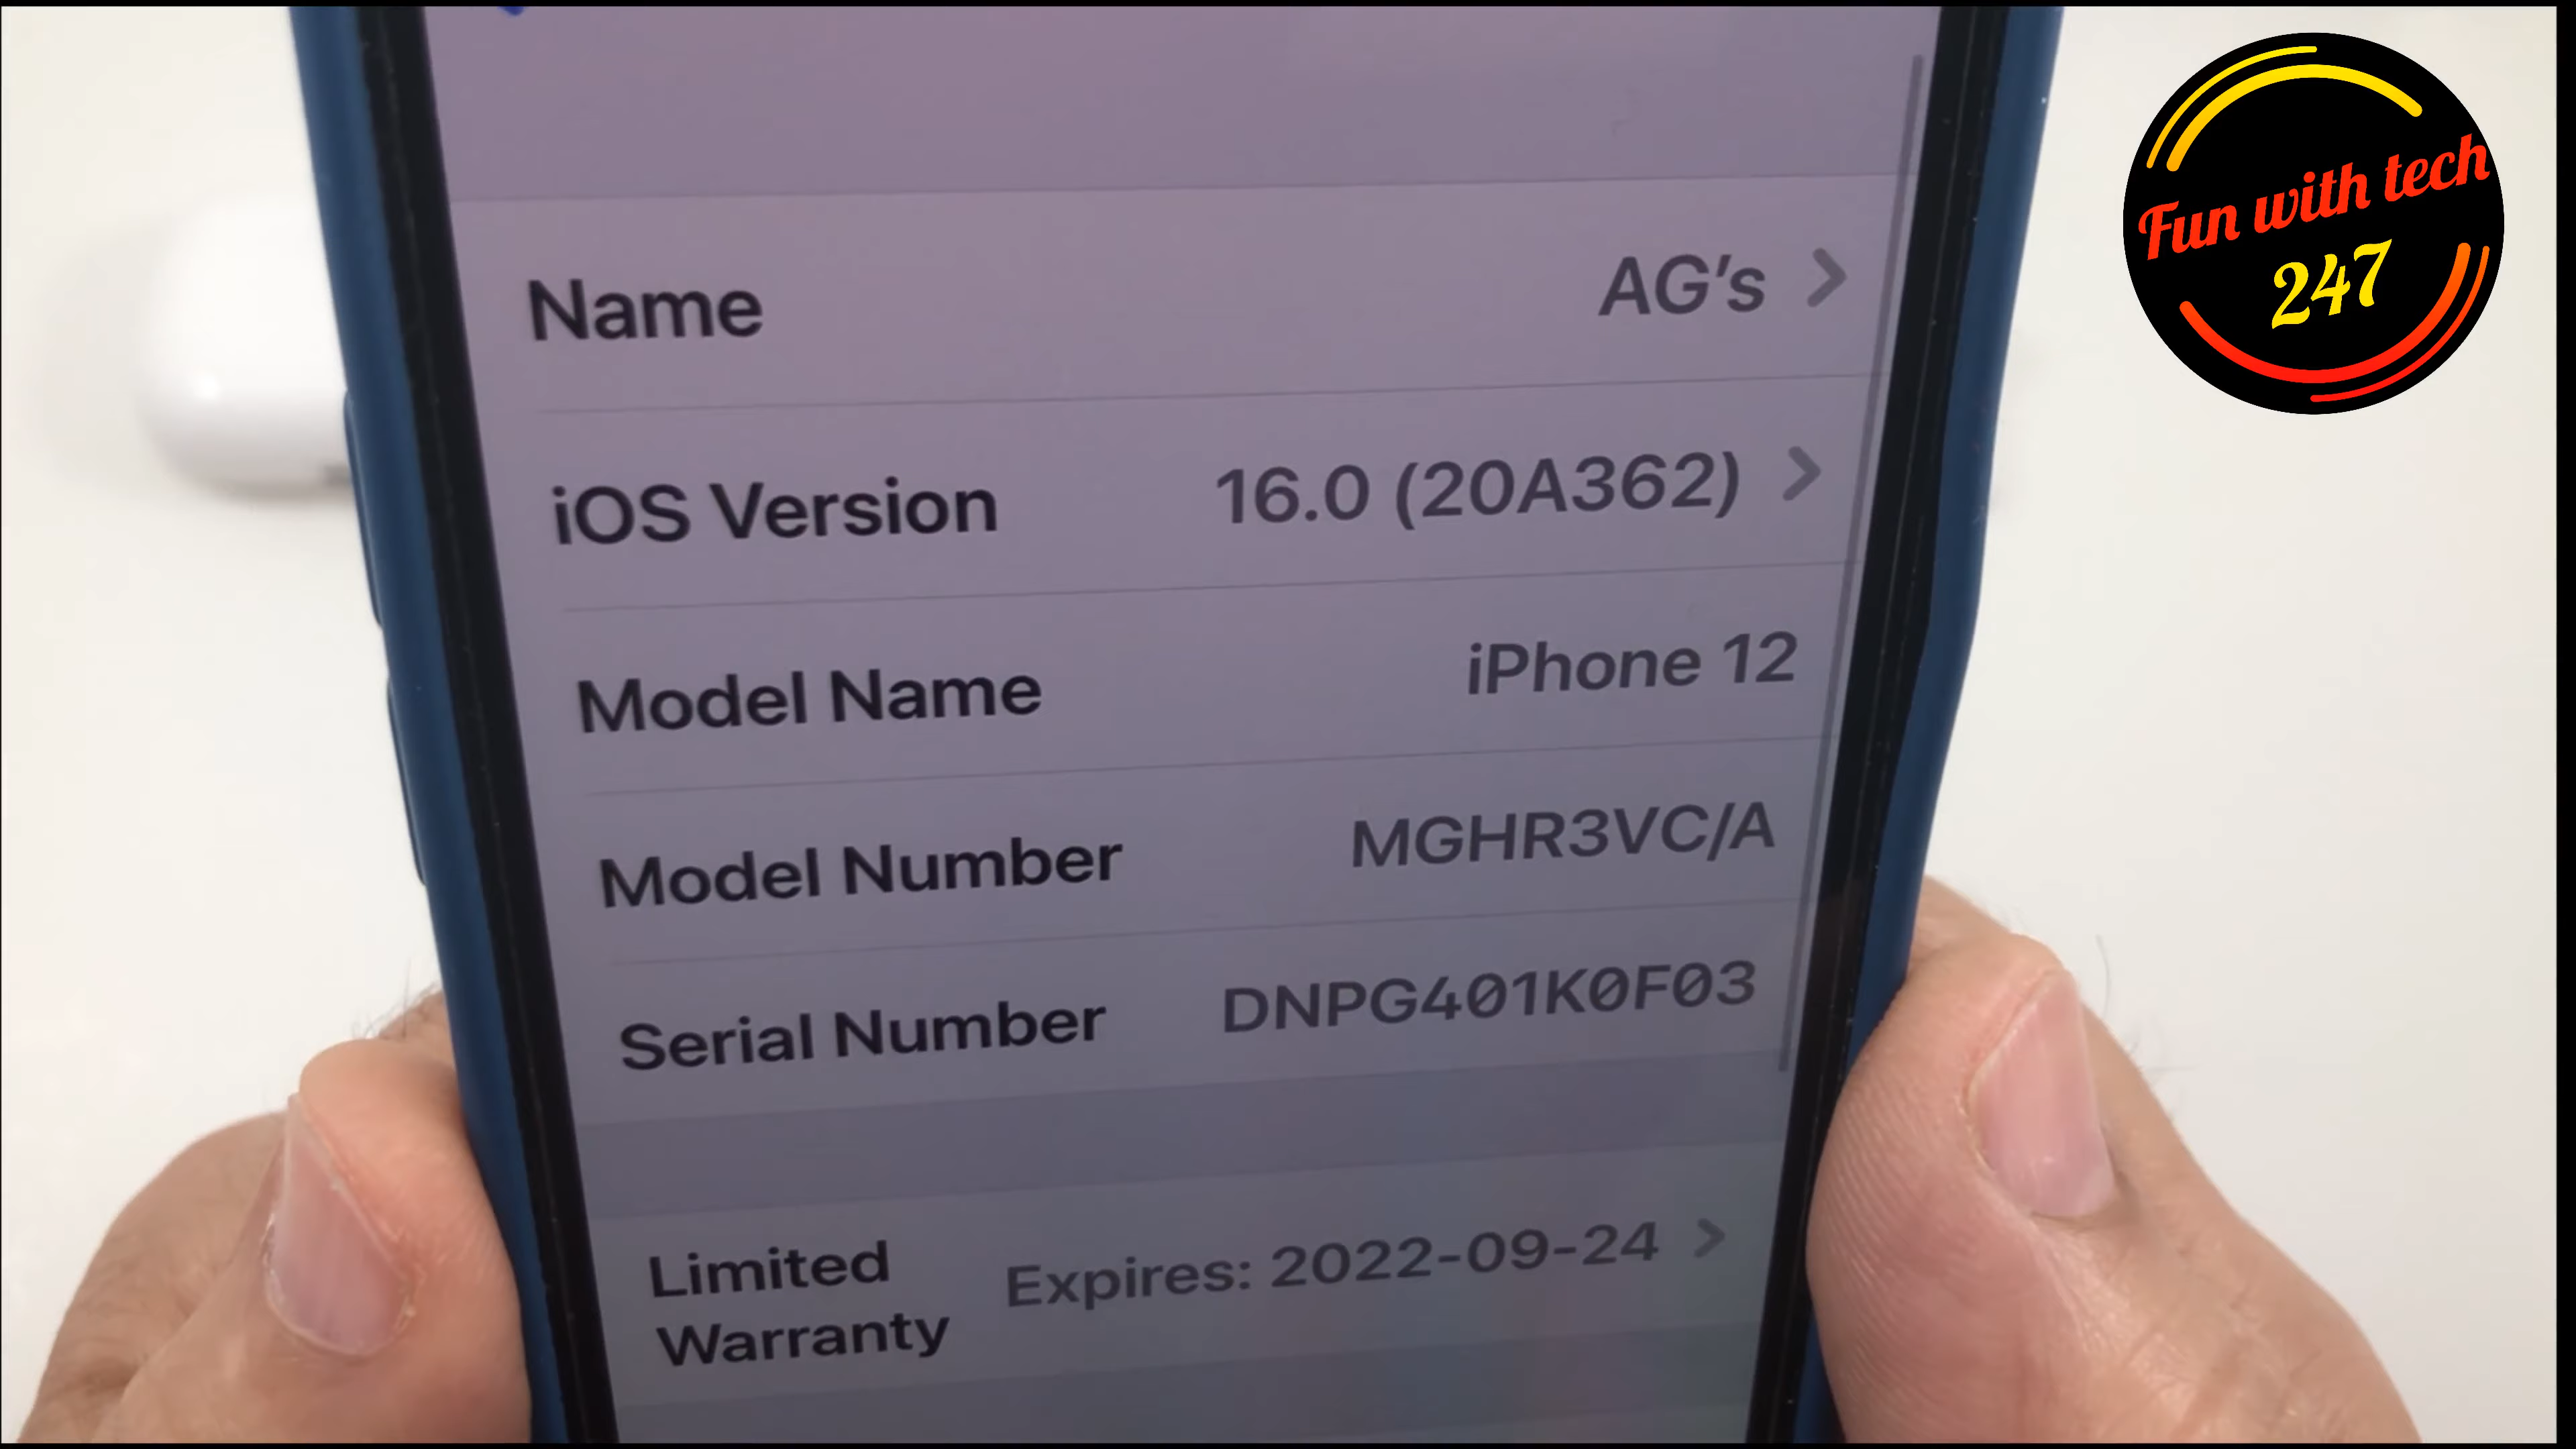 Fun with tech
247
Name AG's
iOS Version 16.0 (20A362)
Model Name iPhone 12
Model Number MGHR3VC/A
Serial Number DNPG401K0F03
Limited Warranty Expires: 2022-09-24